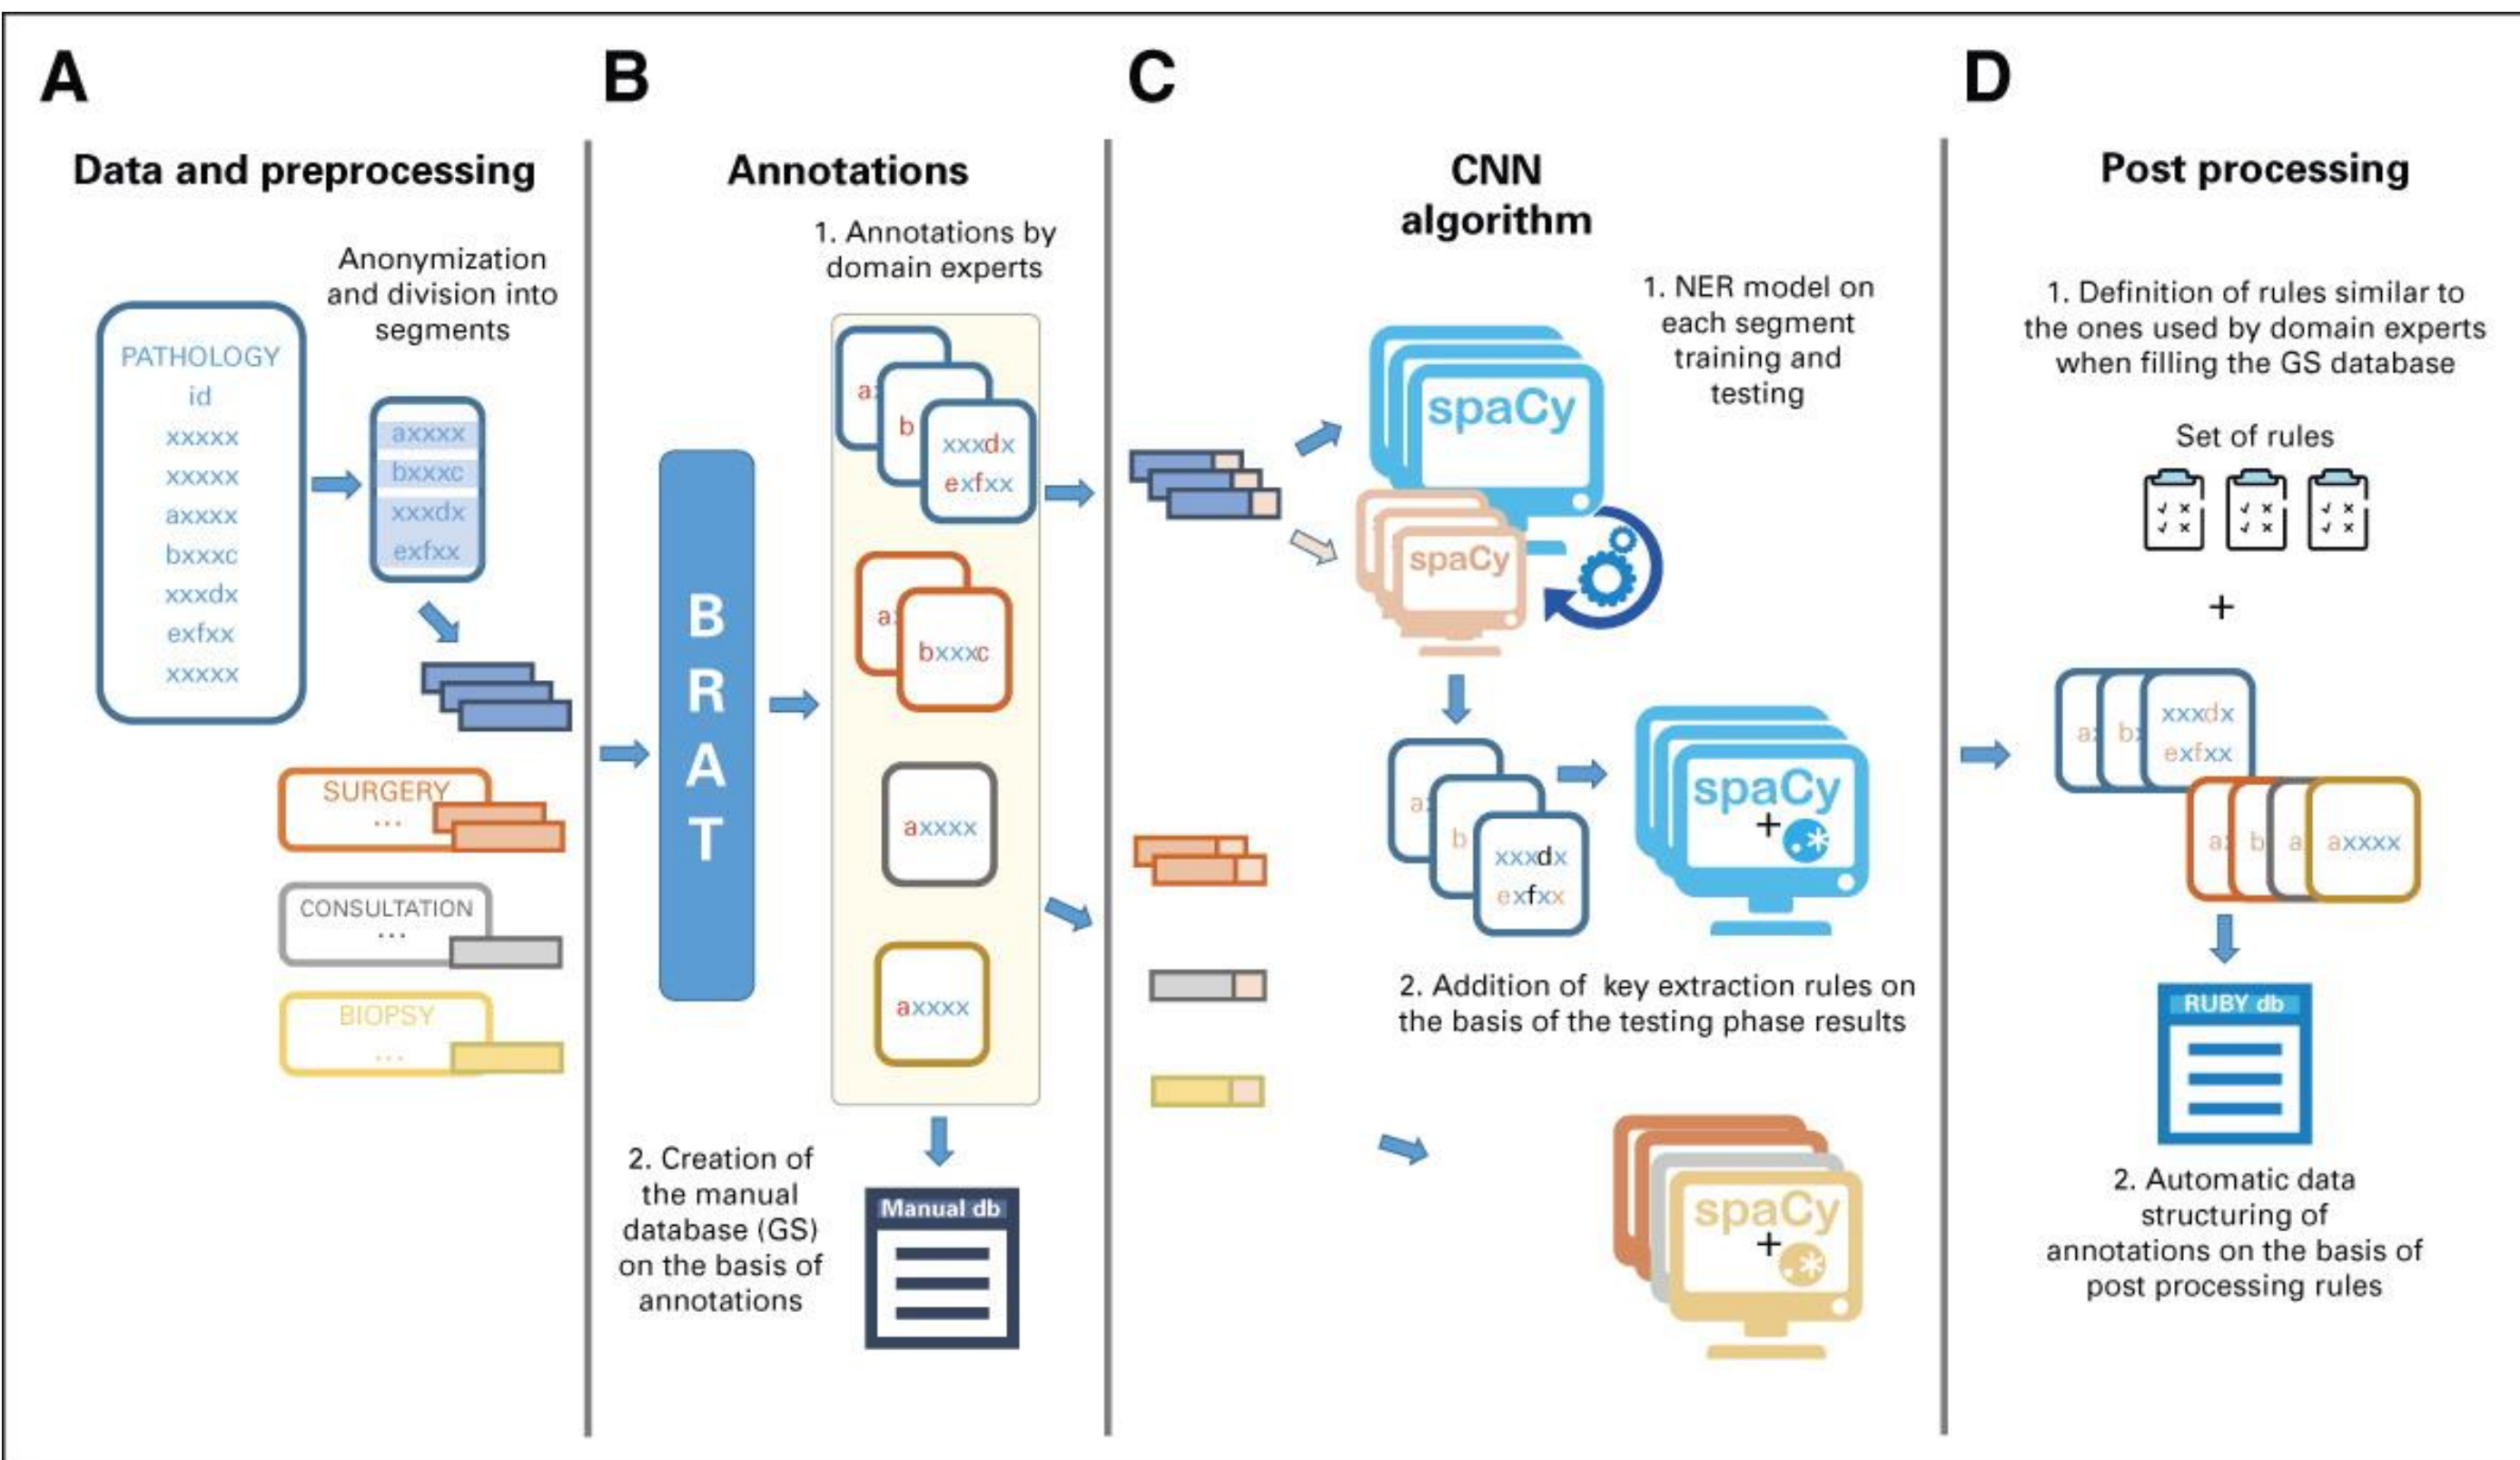 A
Data and preprocessing
Anonymization
and division into
segments
PATHOLOGY
id
xxxxx
xxxxx
axxxx
bxxxc
xxxdx
exfxx
xxxxx
axxxx
bxxxc
xxxdx
exfxx
SURGERY
...
CONSULTATION
...
BIOPSY
...
B
Annotations
1. Annotations by
domain experts
B
R
A
T
a
b
xxxdx
exfxx
a
bxxxc
axxxx
axxxx
2. Creation of
the manual
database (GS)
on the basis of
annotations
Manual db
C
CNN
algorithm
1. NER model on
each segment
training and
testing
spaCy
spaCy
a
b
xxxdx
exfxx
spaCy
+
.*
2. Addition of key extraction rules on
the basis of the testing phase results
spaCy
+
.*
D
Post processing
1. Definition of rules similar to
the ones used by domain experts
when filling the GS database
Set of rules
+
a
b
xxxdx
exfxx
a
b
a
axxxx
RUBY db
2. Automatic data
structuring of
annotations on the basis of
post processing rules